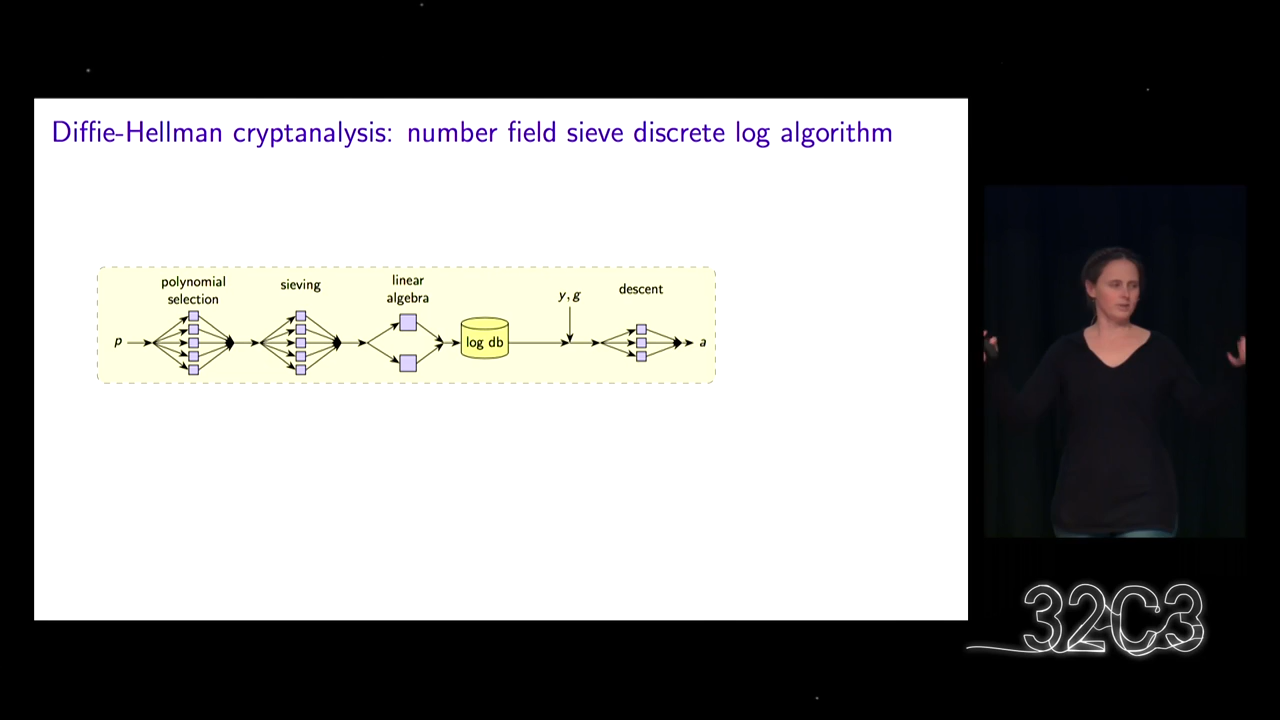 Diffie-Hellman cryptanalysis: number field sieve discrete log algorithm
polynomial
selection
sieving
linear
algebra
y, g
descent
p
log db
a
32C3